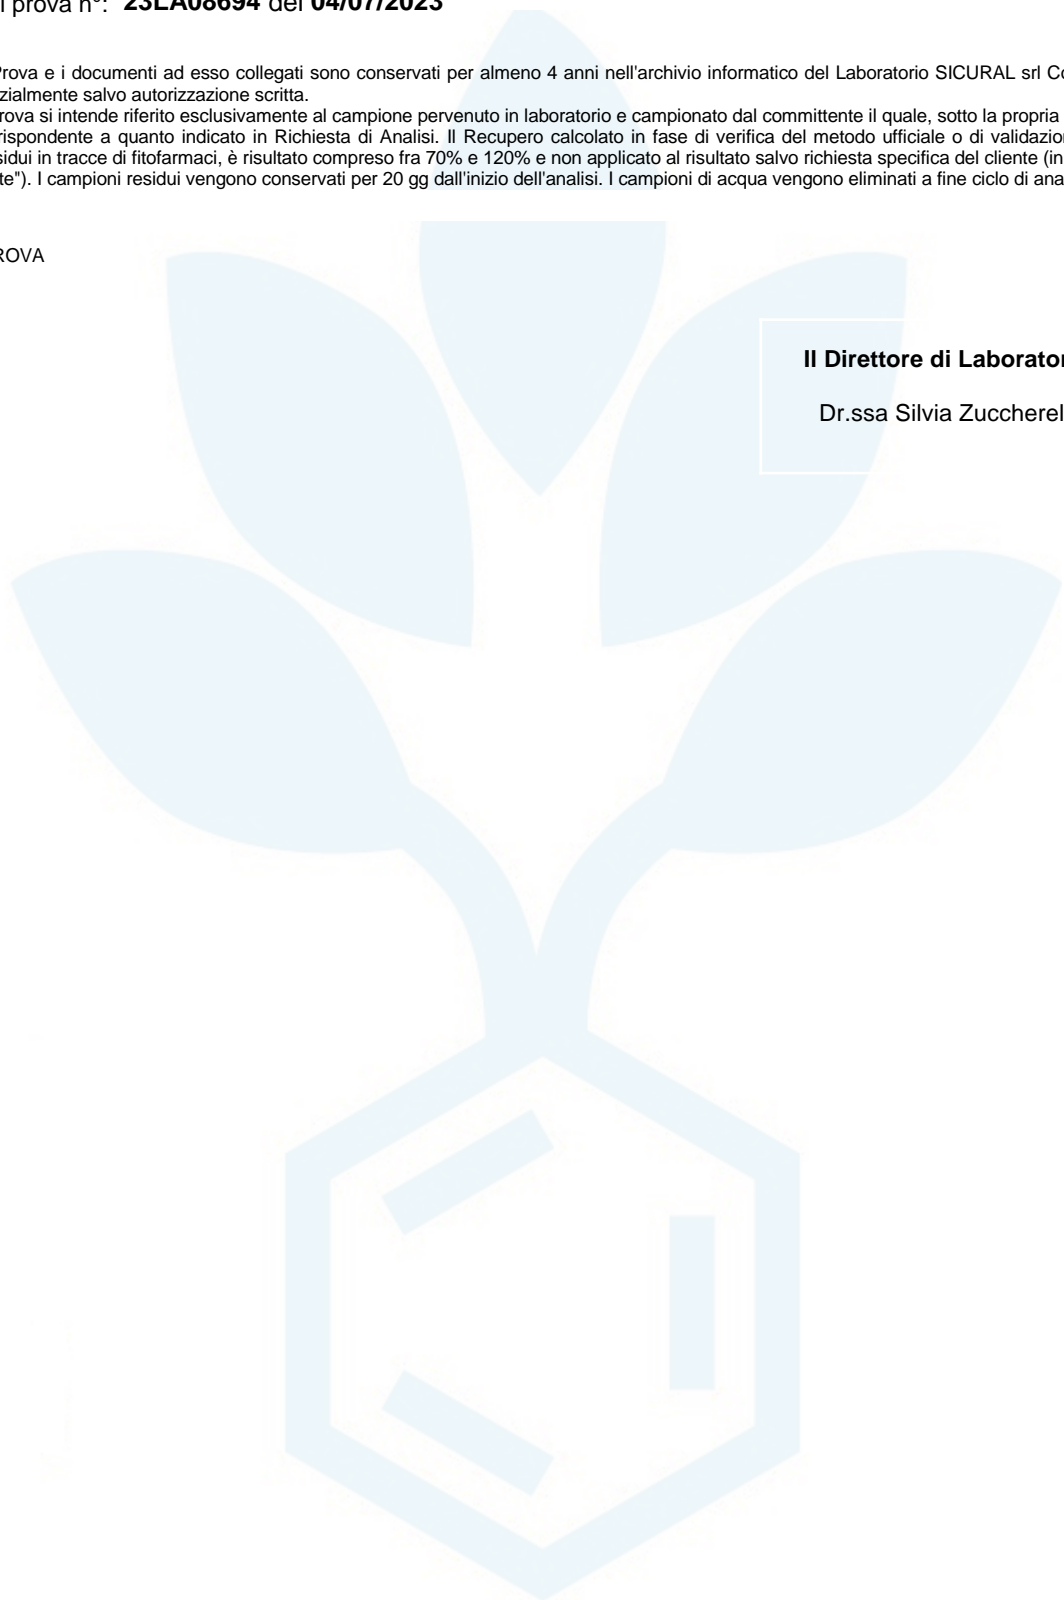 i prova n°: 23LA08694 del 04/07/2023
Prova e i documenti ad esso collegati sono conservati per almeno 4 anni nell'archivio informatico del Laboratorio SICURAL srl Co
zialmente salvo autorizzazione scritta.
rova si intende riferito esclusivamente al campione pervenuto in laboratorio e campionato dal committente il quale, sotto la propria
rispondente a quanto indicato in Richiesta di Analisi. Il Recupero calcolato in fase di verifica del metodo ufficiale o di validazion
sidui in tracce di fitofarmaci, è risultato compreso fra 70% e 120% e non applicato al risultato salvo richiesta specifica del cliente (in
te"). I campioni residui vengono conservati per 20 gg dall'inizio dell'analisi. I campioni di acqua vengono eliminati a fine ciclo di ana
ROVA
Il Direttore di Laborator
Dr.ssa Silvia Zuccherel